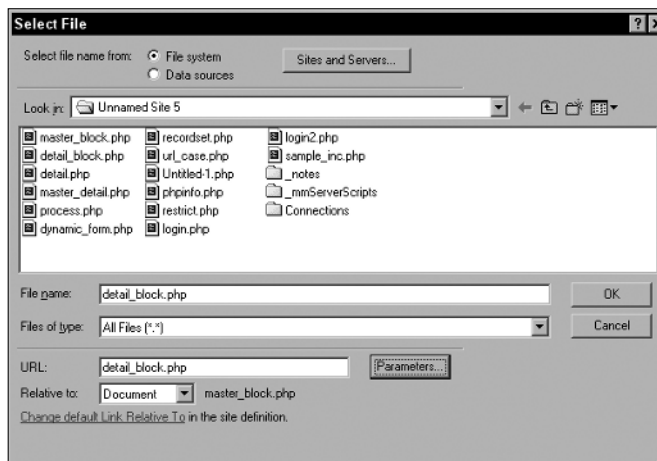 Select File
Select file name from: File system
Data sources
Sites and Servers...
Look in: Unnamed Site 5
master_block.php recordset.php login2.php
detail_block.php url_case.php sample_inc.php
detail.php Untitled-1.php _notes
master_detail.php phpinfo.php _mmServerScripts
process.php restrict.php Connections
dynamic_form.php login.php
File name: detail_block.php OK
Files of type: All Files (*.*) Cancel
URL: detail_block.php Parameters...
Relative to: Document master_block.php
Change default Link Relative To in the site definition.